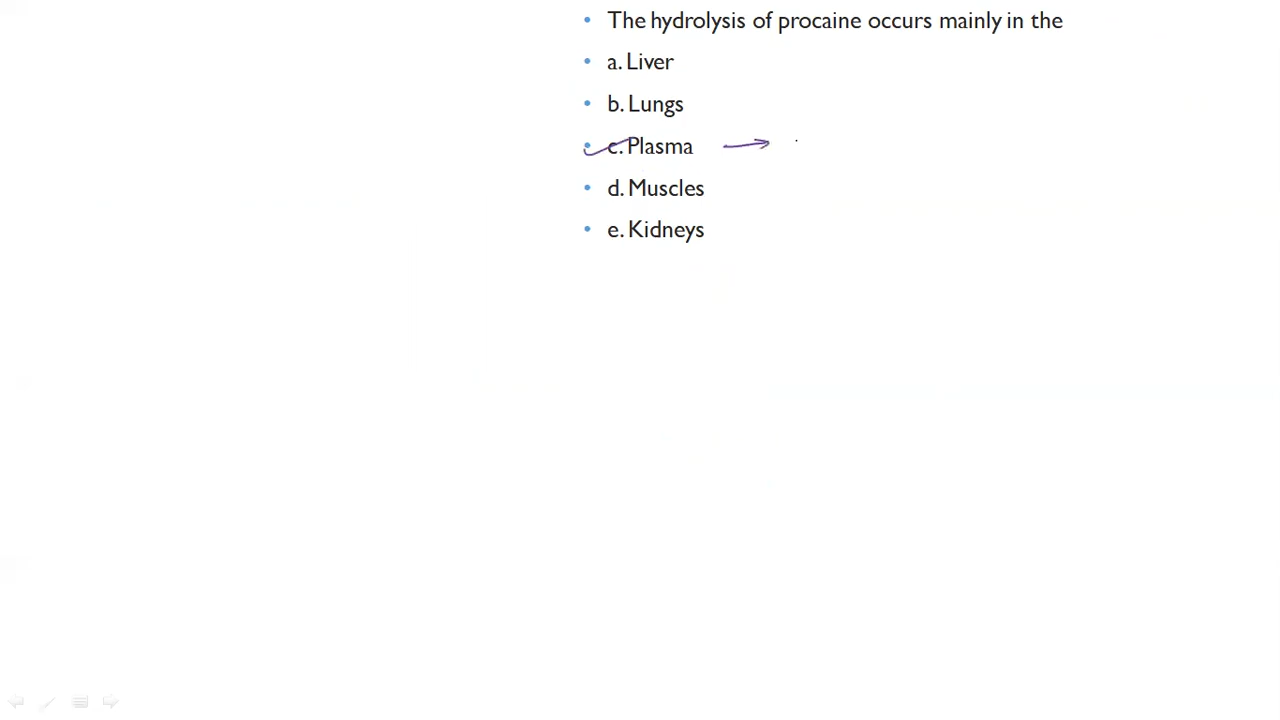 • The hydrolysis of procaine occurs mainly in the
• a. Liver
• b. Lungs
• c. Plasma
• d. Muscles
• e. Kidneys